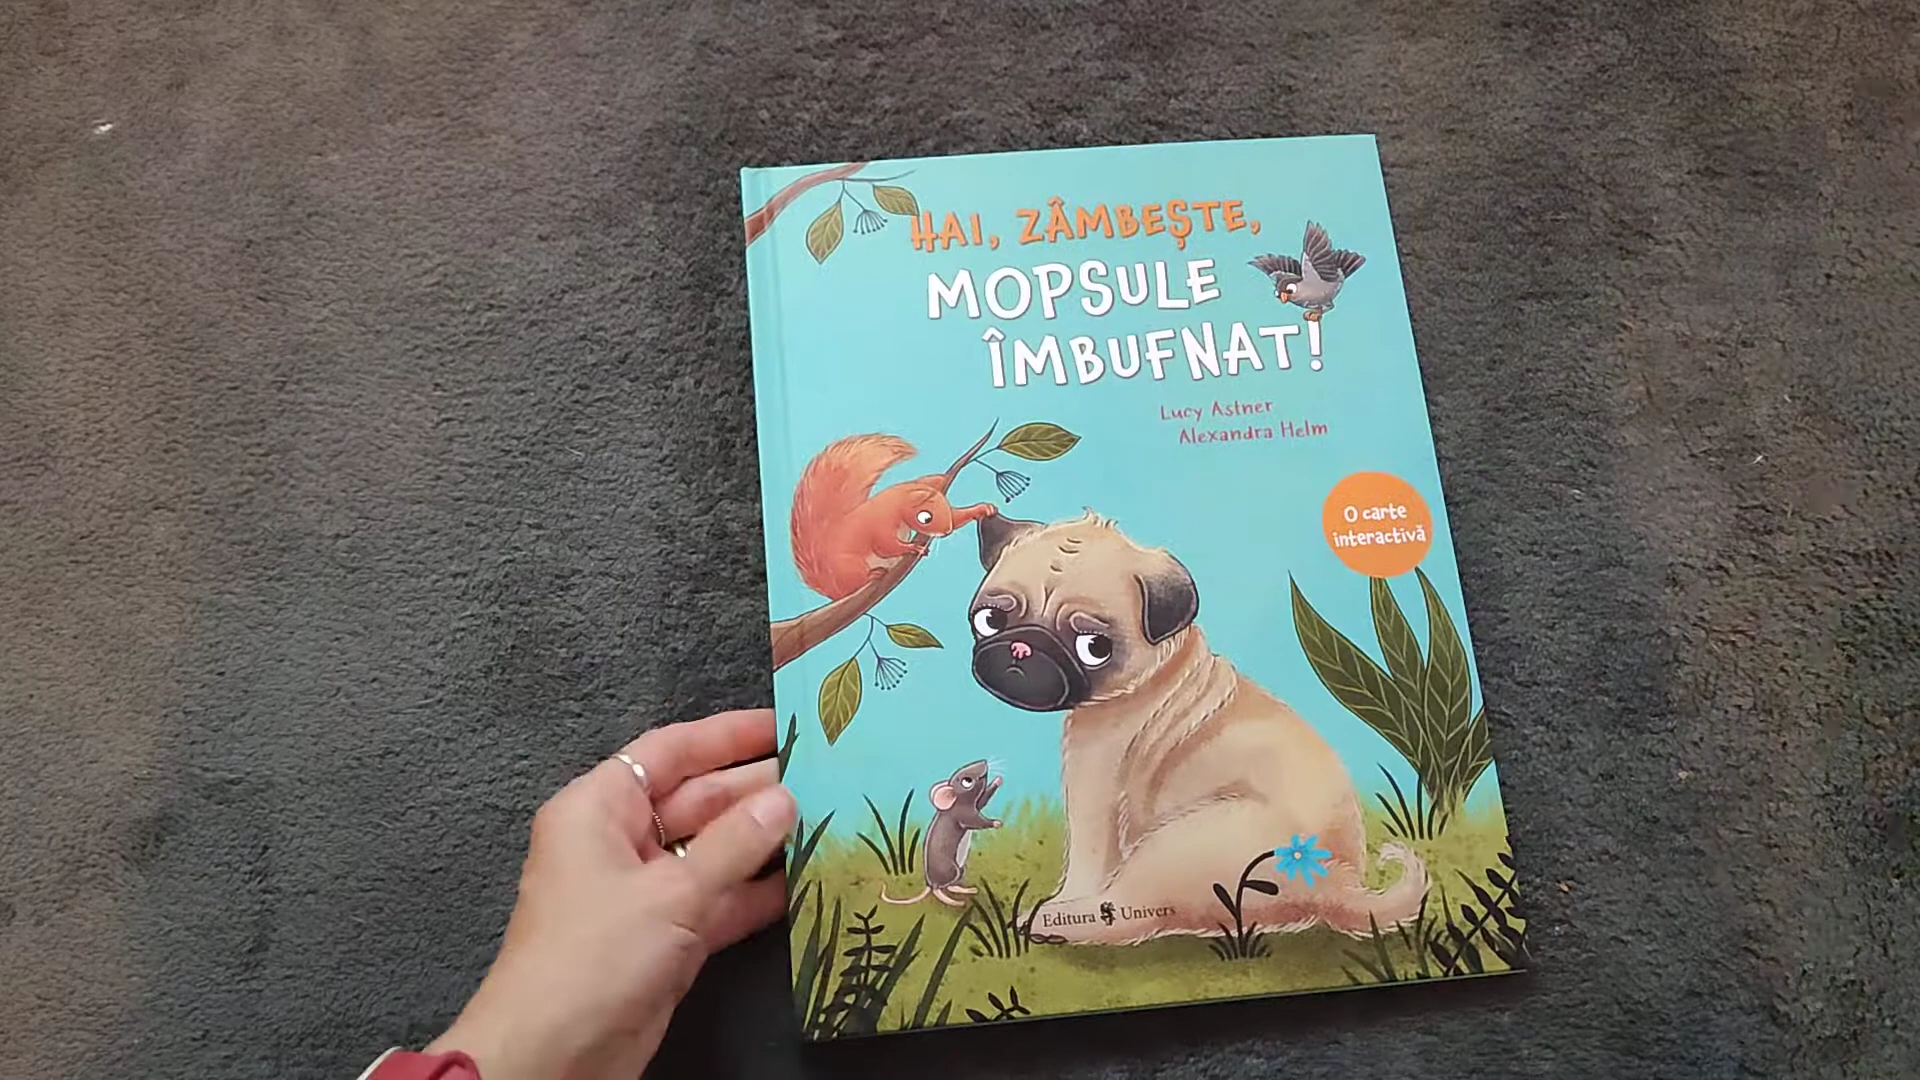 HAI, ZÂMBEȘTE,
MOPSULE
ÎMBUFNAT!
Lucy Astner
Alexandra Helm
O carte
interactivă
Editura Univers